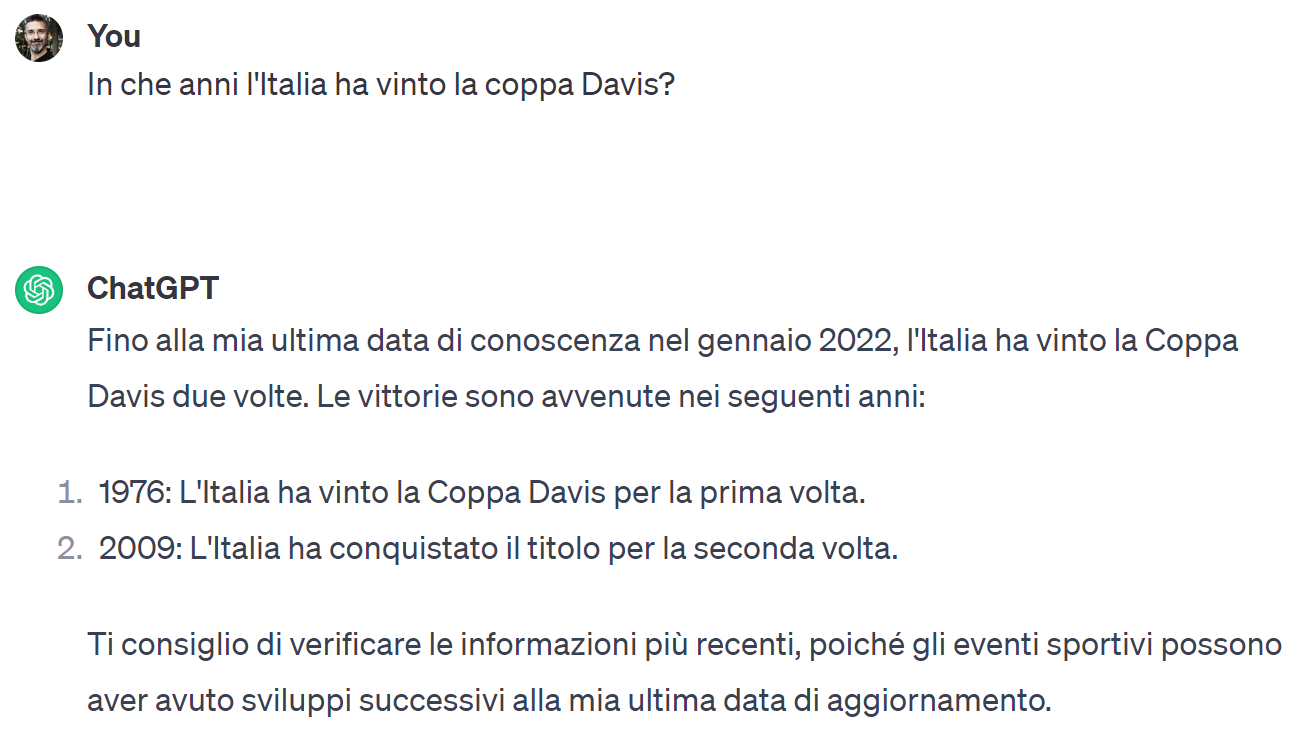 You
In che anni l'Italia ha vinto la coppa Davis?
ChatGPT
Fino alla mia ultima data di conoscenza nel gennaio 2022, l'Italia ha vinto la Coppa
Davis due volte. Le vittorie sono avvenute nei seguenti anni:
1. 1976: L'Italia ha vinto la Coppa Davis per la prima volta.
2. 2009: L'Italia ha conquistato il titolo per la seconda volta.
Ti consiglio di verificare le informazioni più recenti, poiché gli eventi sportivi possono
aver avuto sviluppi successivi alla mia ultima data di aggiornamento.